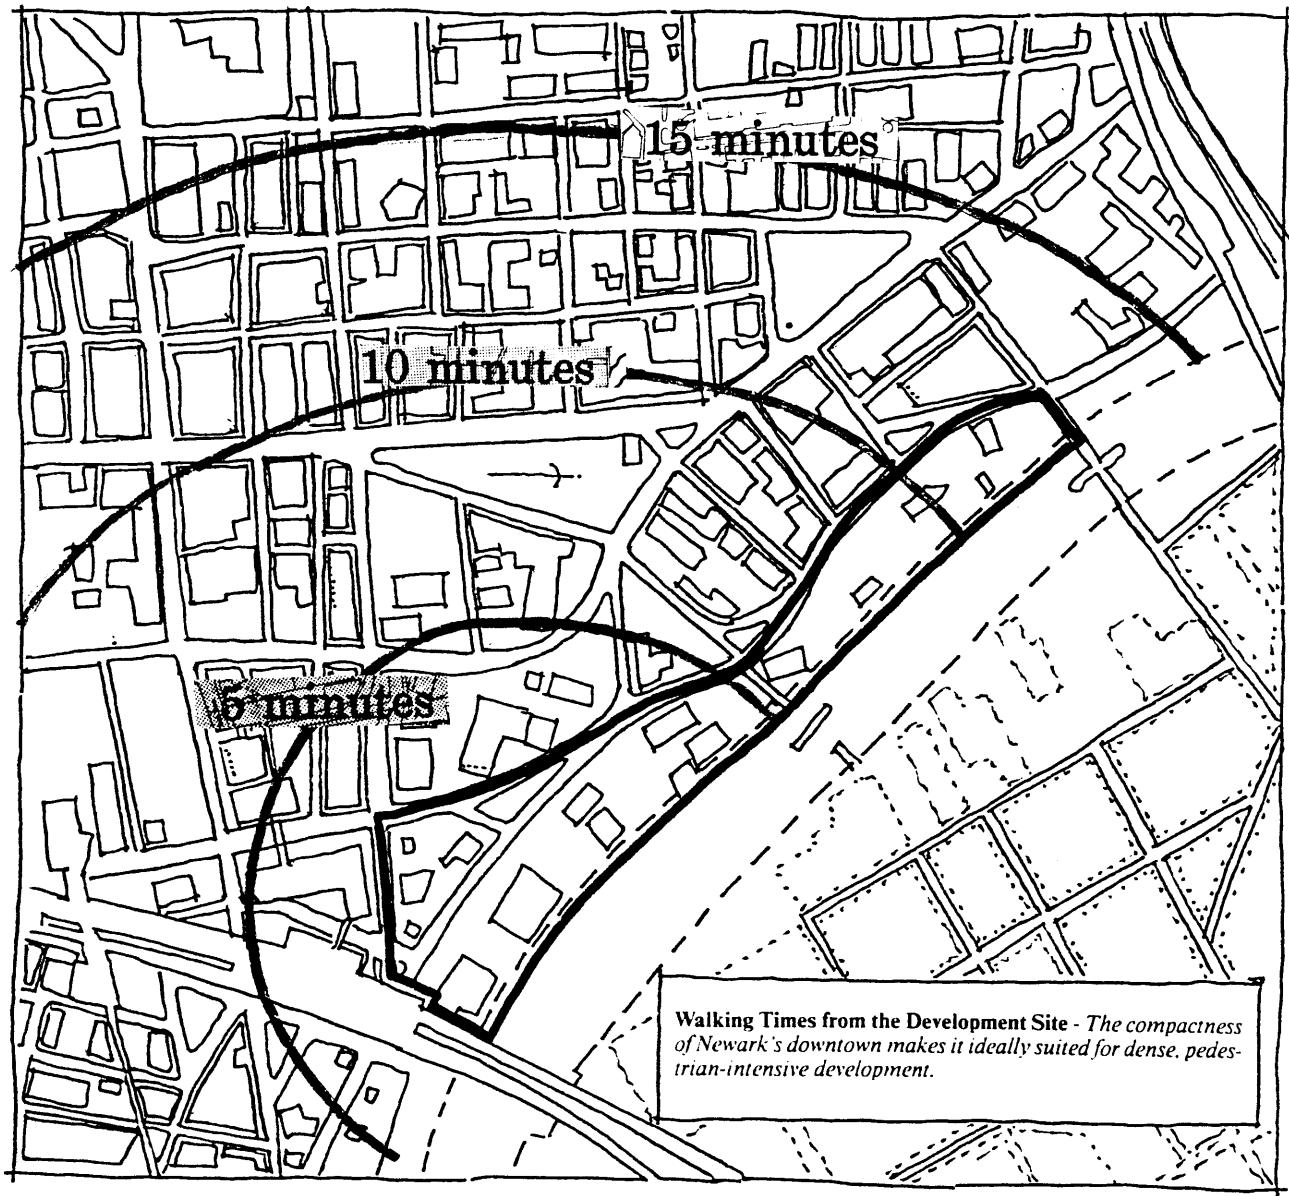 15 minutes
10 minutes
5 minutes
Walking Times from the Development Site - The compactness
of Newark's downtown makes it ideally suited for dense, pedes-
trian-intensive development.